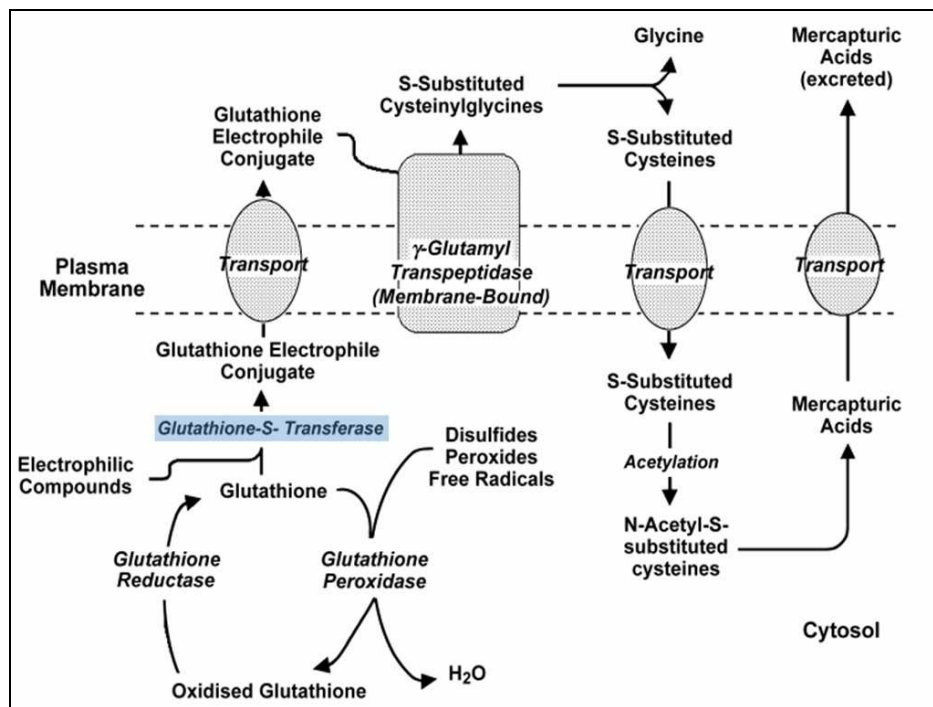 Glycine
Mercapturic
Acids
(excreted)
S-Substituted
Cysteinylglycines
Glutathione
Electrophile
Conjugate
S-Substituted
Cysteines
Plasma
Membrane
Transport
γ-Glutamyl
Transpeptidase
(Membrane-Bound)
Transport
Transport
Glutathione Electrophile
Conjugate
S-Substituted
Cysteines
Mercapturic
Acids
Glutathione-S- Transferase
Electrophilic
Compounds
Glutathione
Disulfides
Peroxides
Free Radicals
Acetylation
N-Acetyl-S-
substituted
cysteines
Glutathione
Reductase
Glutathione
Peroxidase
Cytosol
Oxidised Glutathione
H2O